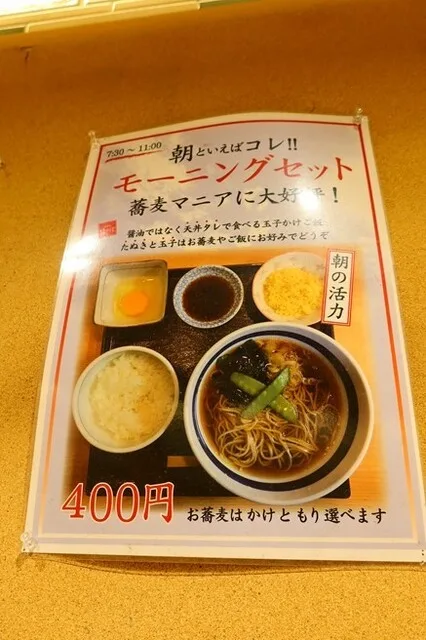 7:30～11:00
朝といえばコレ!!
モーニングセット
蕎麦マニアに大好評！
醤油ではなく天丼タレで食べる玉子かけご飯
たぬきと玉子はお蕎麦やご飯にお好みでどうぞ
朝の活力
400円
お蕎麦はかけともり選べます